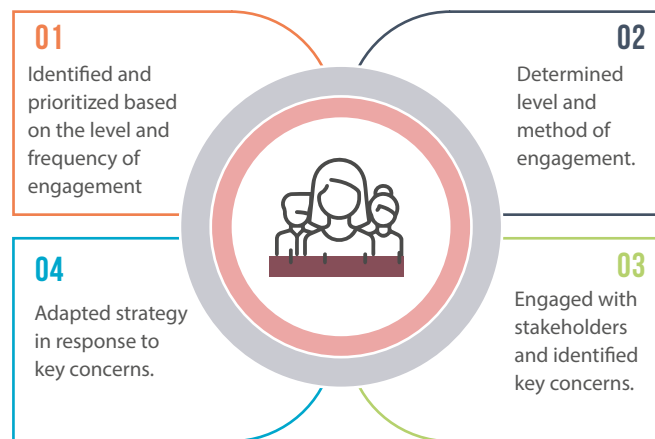 01
Identified and
prioritized based
on the level and
frequency of
engagement
02
Determined
level and
method of
engagement.
03
Engaged with
stakeholders
and identified
key concerns.
04
Adapted strategy
in response to
key concerns.